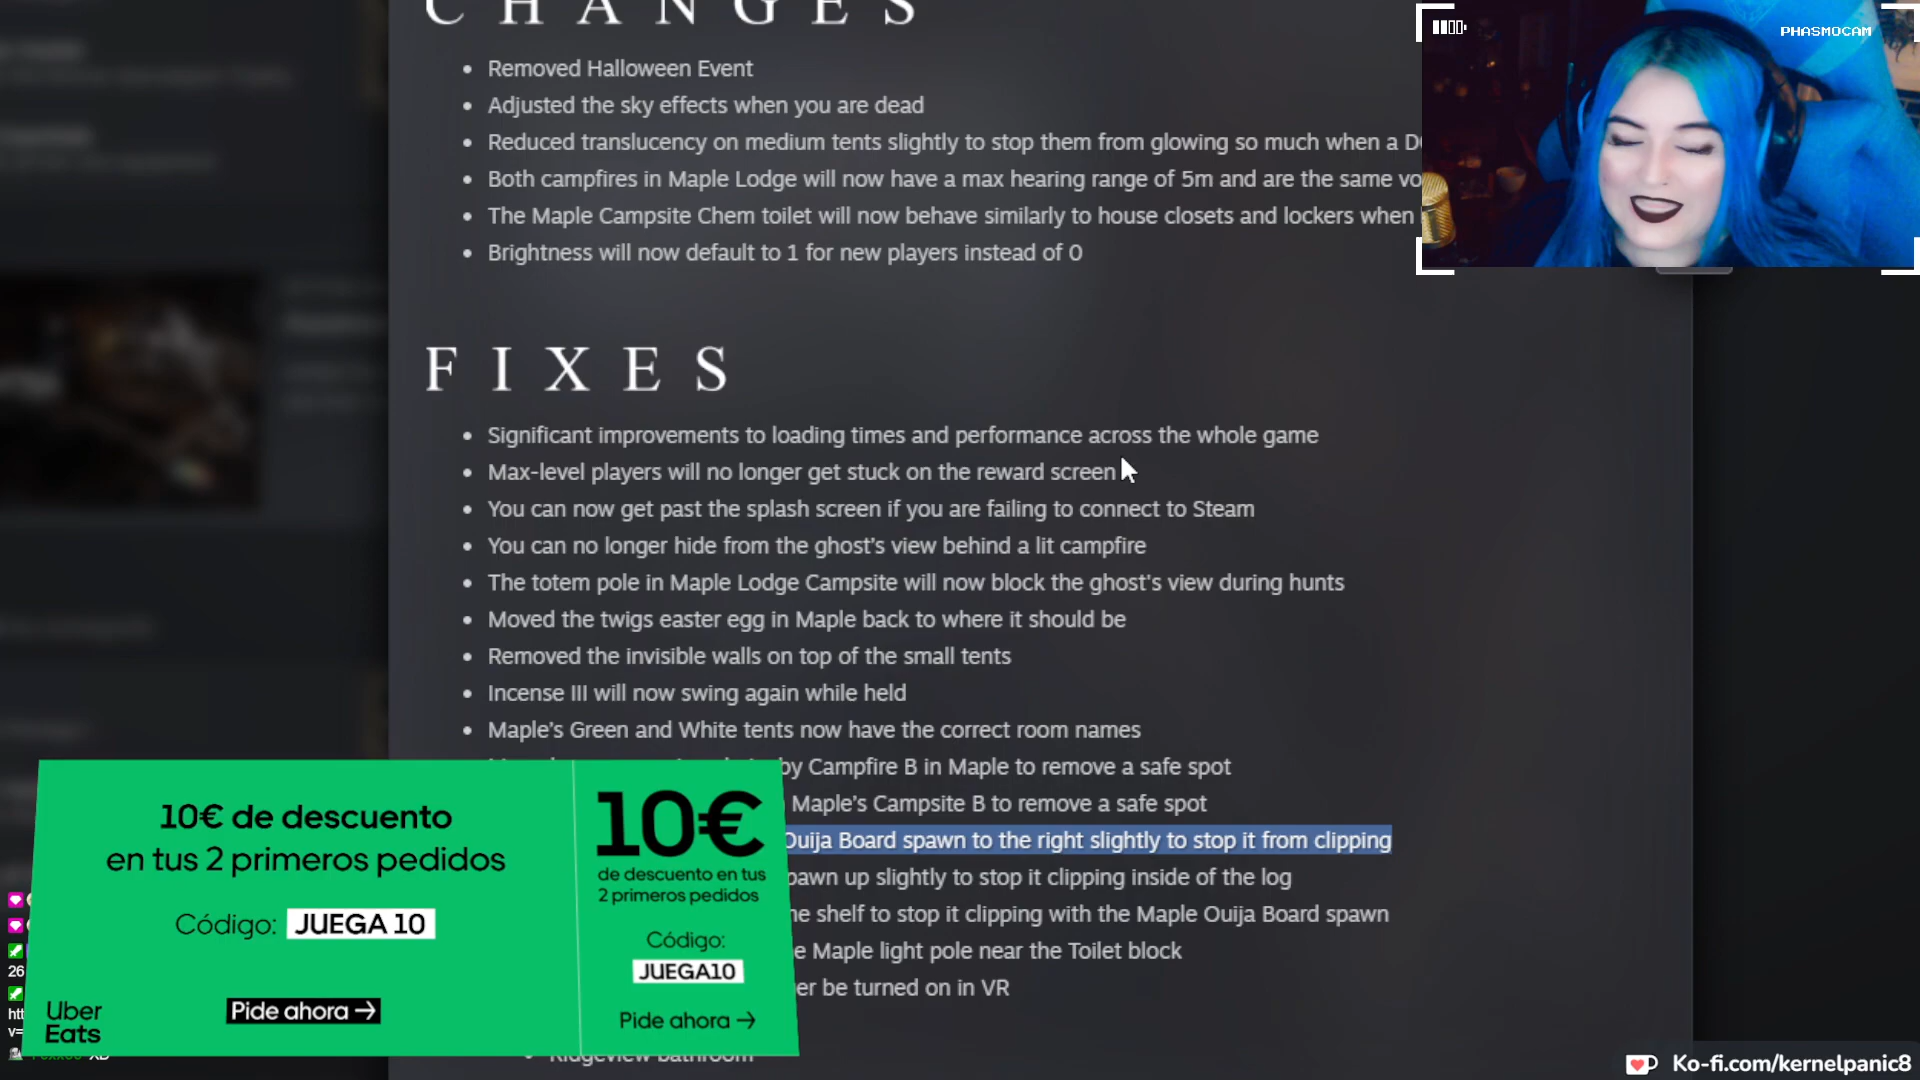 CHANGES
PHASMOCAM
Removed Halloween Event
Adjusted the sky effects when you are dead
Reduced translucency on medium tents slightly to stop them from glowing so much when a
Both campfires in Maple Lodge will now have a max hearing range of 5m and are the same
The Maple Campsite Chem toilet will now behave similarly to house closets and lockers when
Brightness will now default to 1 for new players instead of 0
FIXES
Significant improvements to loading times and performance across the whole game
Max-level players will no longer get stuck on the reward screen
You can now get past the splash screen if you are failing to connect to Steam
You can no longer hide from the ghost's view behind a lit campfire
The totem pole in Maple Lodge Campsite will now block the ghost's view during hunts
Moved the twigs easter egg in Maple back to where it should be
Removed the invisible walls on top of the small tents
Incense III will now swing again while held
Maple's Green and White tents now have the correct room names
by Campfire B in Maple to remove a safe spot
Maple's Campsite B to remove a safe spot
Ouija Board spawn to the right slightly to stop it from clipping
up slightly to stop it clipping inside of the log
shelf to stop it clipping with the Maple Ouija Board spawn
Maple light pole near the Toilet block
be turned on in VR
Ridgeview bathroom
10€ de descuento
en tus 2 primeros pedidos
Código: JUEGA 10
Pide ahora →
Uber
Eats
10€
de descuento en tus
2 primeros pedidos
Código:
JUEGA10
Pide ahora →
26
XD
Ko-fi.com/kernelpanic8